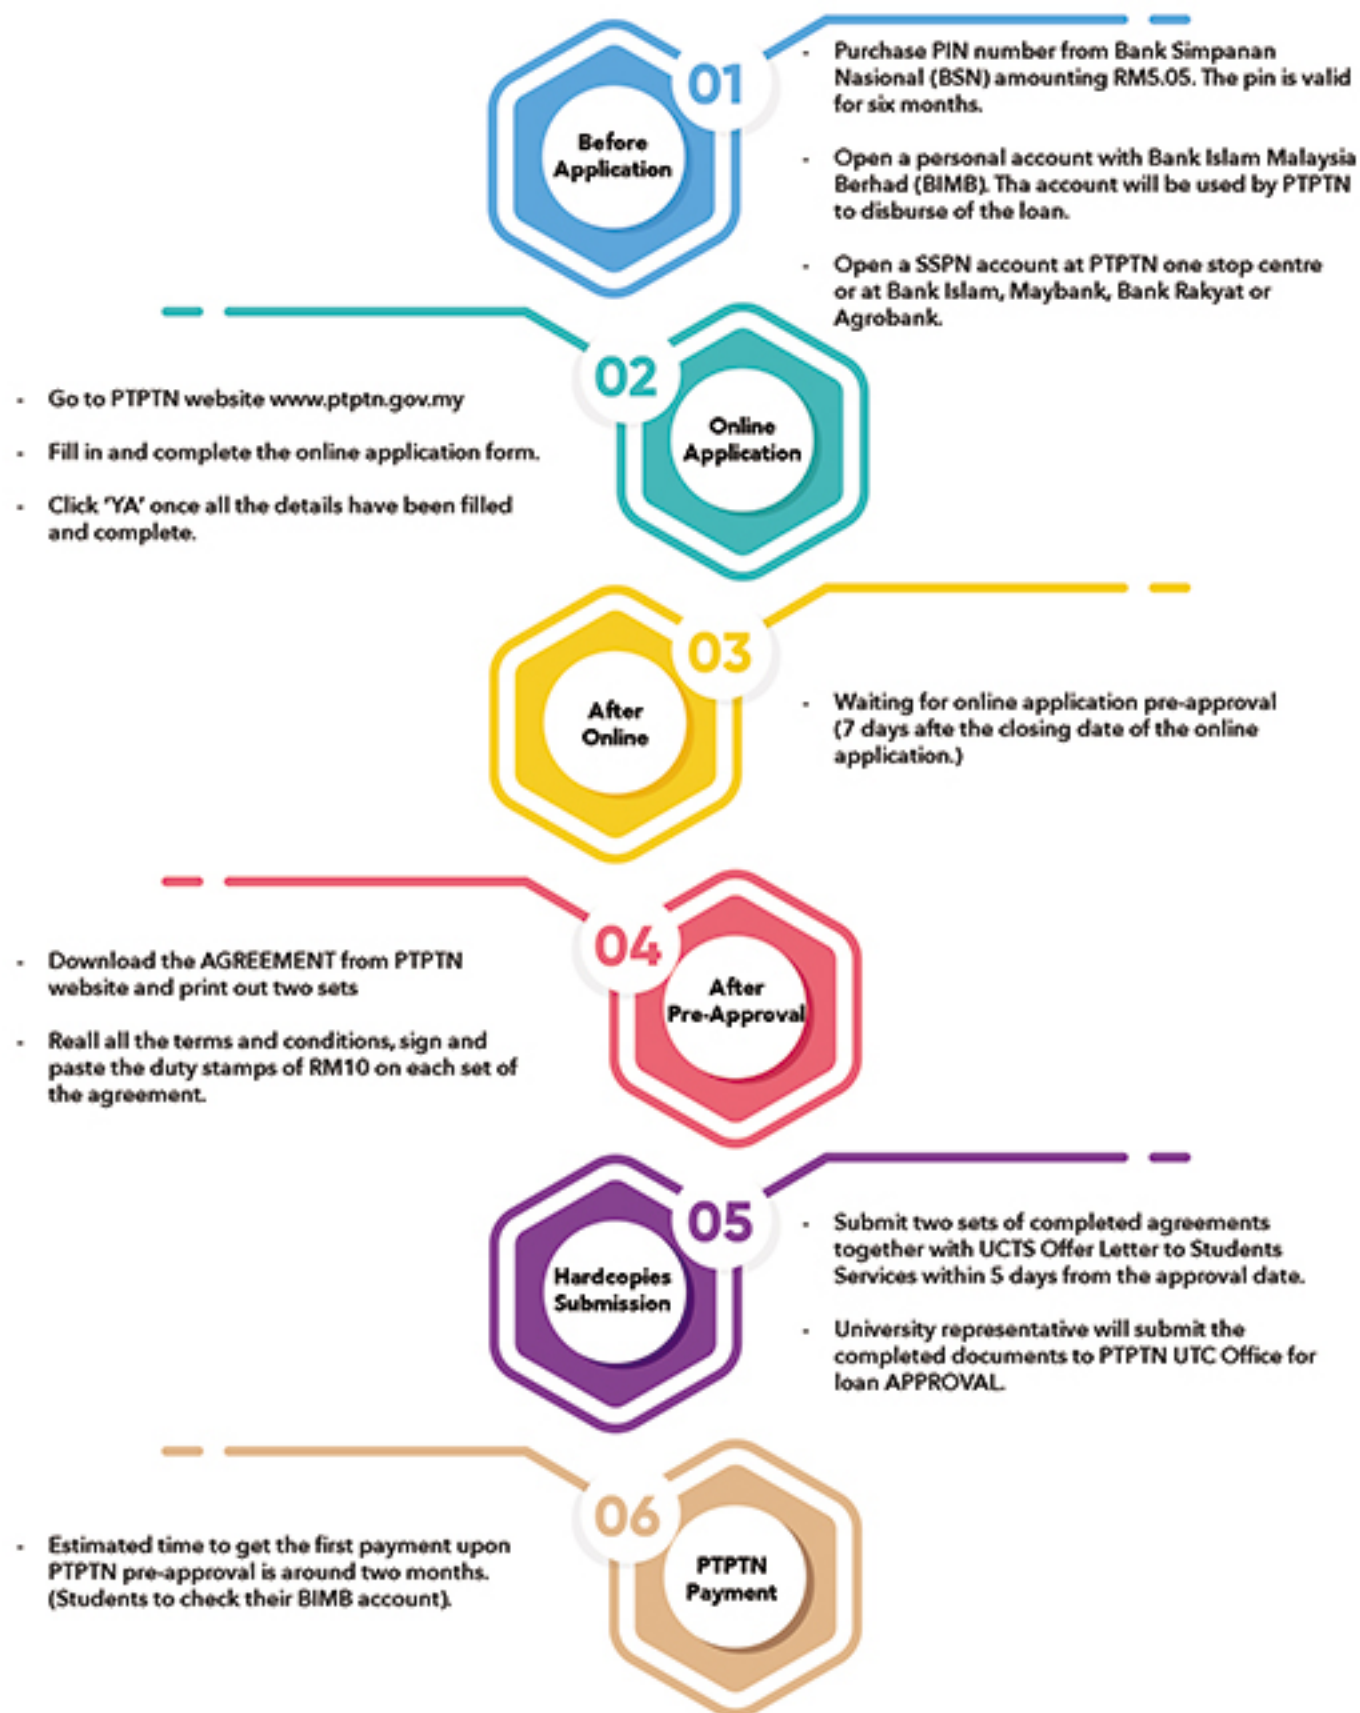 01
Before
Application
- Purchase PIN number from Bank Simpanan
Nasional (BSN) amounting RM5.05. The pin is valid
for six months.
- Open a personal account with Bank Islam Malaysia
Berhad (BIMB). Tha account will be used by PTPTN
to disburse of the loan.
- Open a SSPN account at PTPTN one stop centre
or at Bank Islam, Maybank, Bank Rakyat or
Agrobank.
02
Online
Application
- Go to PTPTN website www.ptptn.gov.my
- Fill in and complete the online application form.
- Click 'YA' once all the details have been filled
and complete.
03
After
Online
- Waiting for online application pre-approval
(7 days afte the closing date of the online
application.)
04
After
Pre-Approval
- Download the AGREEMENT from PTPTN
website and print out two sets
- Reall all the terms and conditions, sign and
paste the duty stamps of RM10 on each set of
the agreement.
05
Hardcopies
Submission
- Submit two sets of completed agreements
together with UCTS Offer Letter to Students
Services within 5 days from the approval date.
- University representative will submit the
completed documents to PTPTN UTC Office for
loan APPROVAL.
06
PTPTN
Payment
- Estimated time to get the first payment upon
PTPTN pre-approval is around two months.
(Students to check their BIMB account).